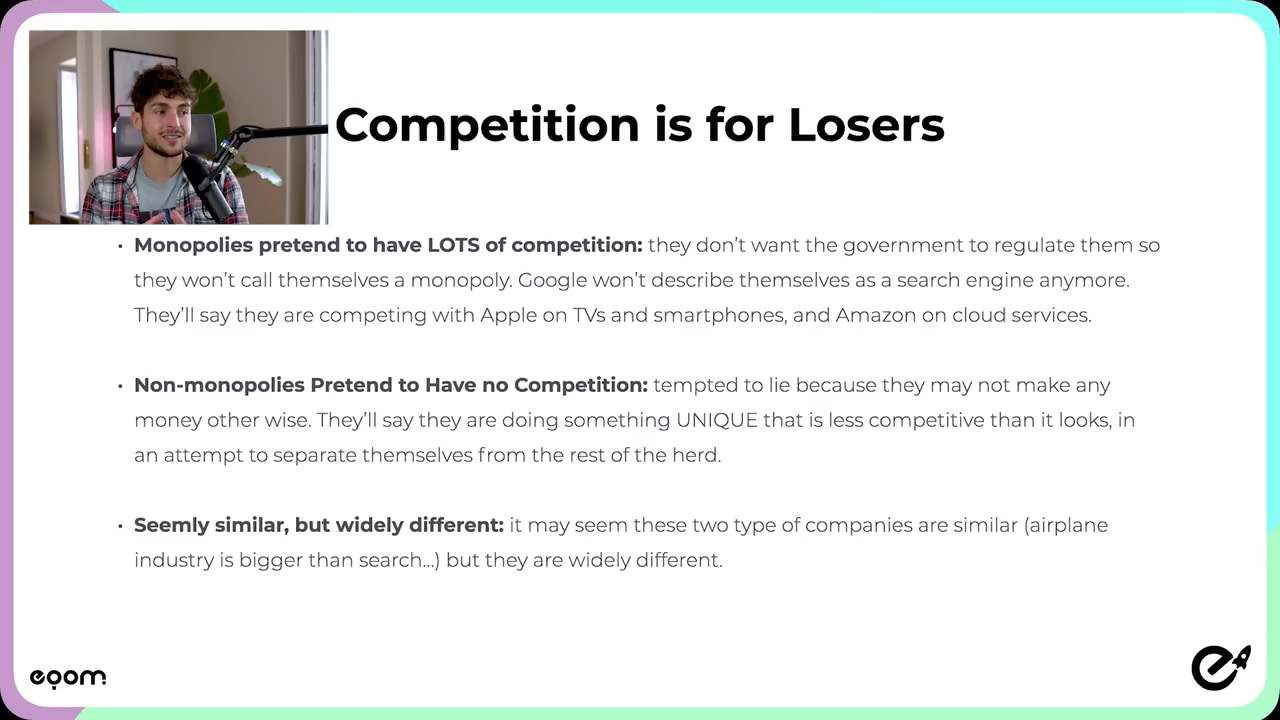 Competition is for Losers
• Monopolies pretend to have LOTS of competition: they don't want the government to regulate them so
they won't call themselves a monopoly. Google won't describe themselves as a search engine anymore.
They'll say they are competing with Apple on TVs and smartphones, and Amazon on cloud services.
• Non-monopolies Pretend to Have no Competition: tempted to lie because they may not make any
money other wise. They'll say they are doing something UNIQUE that is less competitive than it looks, in
an attempt to separate themselves from the rest of the herd.
• Seemly similar, but widely different: it may seem these two type of companies are similar (airplane
industry is bigger than search...) but they are widely different.
eqom
e